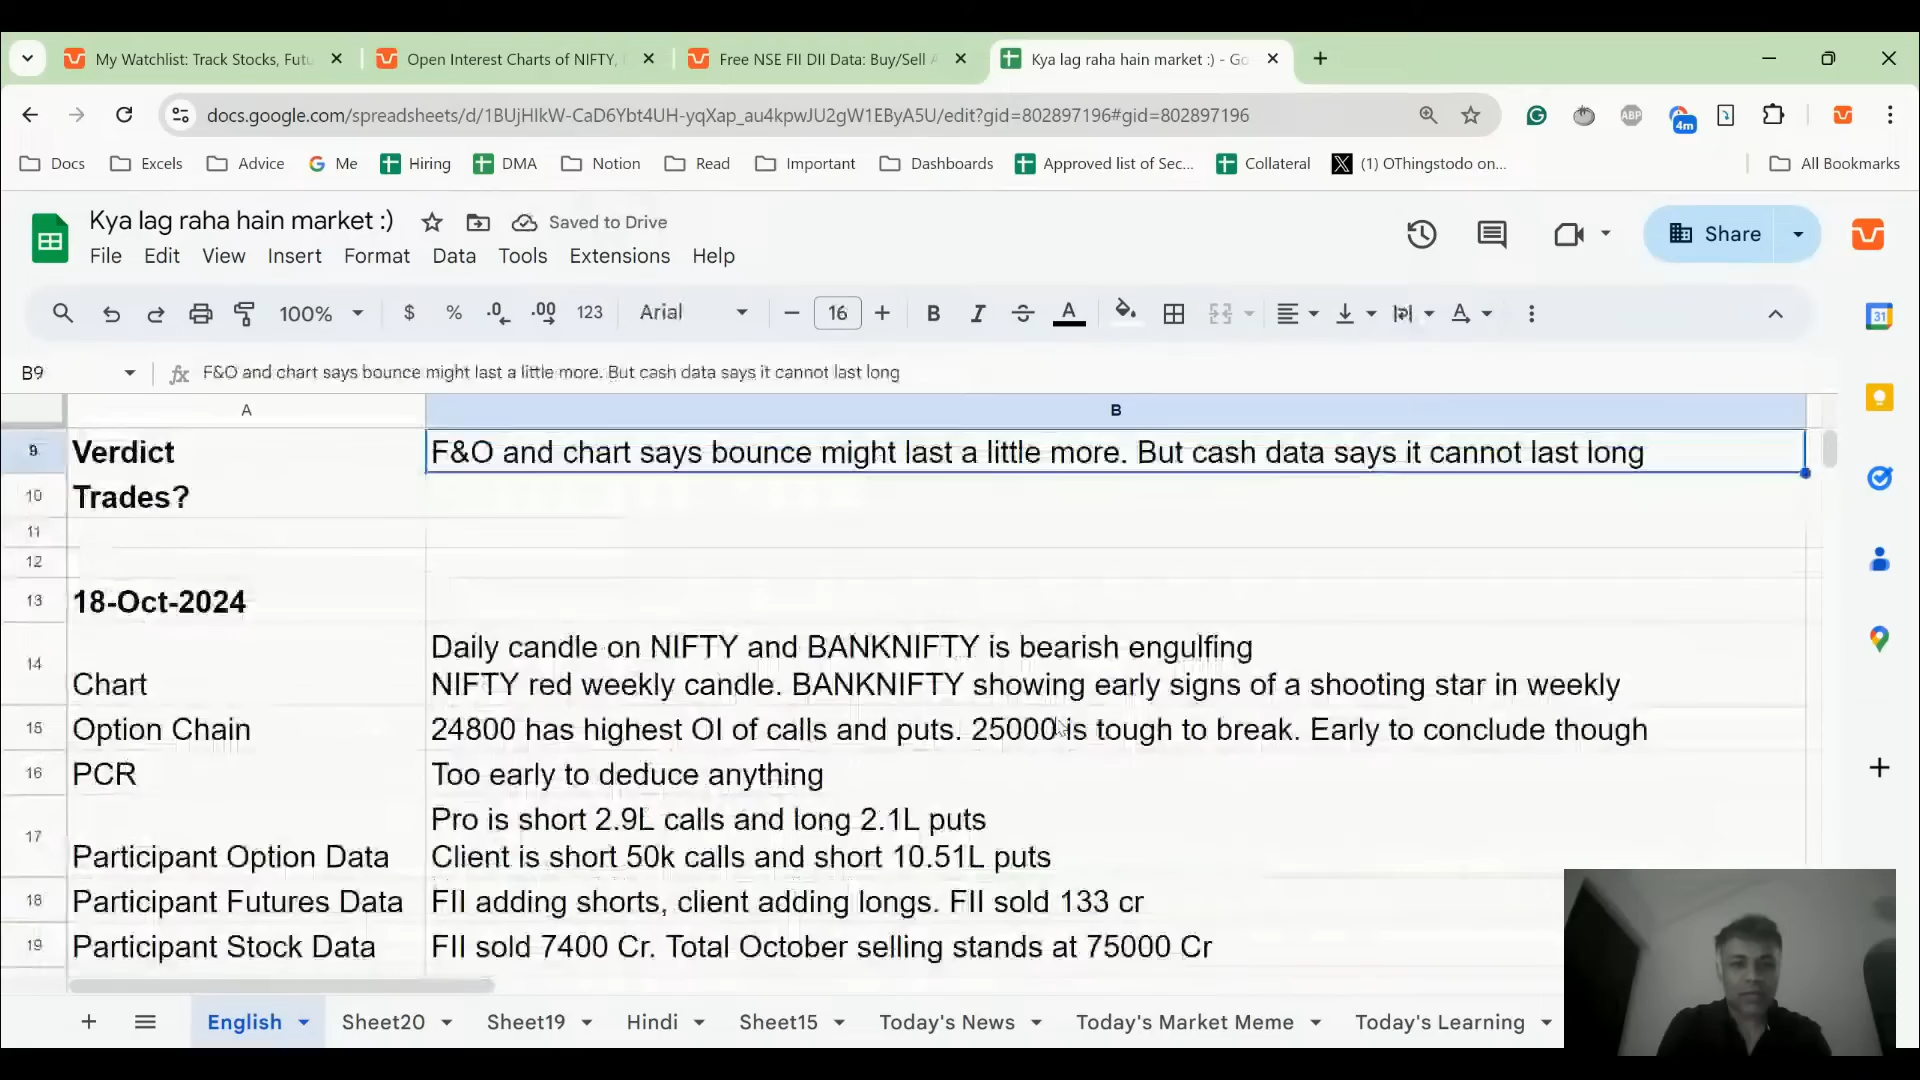 My Watchlist: Track Stocks, Futu
Open Interest Charts of NIFTY,
Free NSE FII DII Data: Buy/Sell A
Kya lag raha hain market :) - Go
docs.google.com/spreadsheets/d/1BUjHIkW-CaD6Ybt4UH-yqXap_au4kpwJU2gW1EByA5U/edit?gid=802897196#gid=802897196
ABP
4m
Docs
Excels
Advice
Me
Hiring
DMA
Notion
Read
Important
Dashboards
Approved list of Sec...
Collateral
(1) OThingstodo on...
All Bookmarks
Kya lag raha hain market :)
Saved to Drive
Share
File Edit View Insert Format Data Tools Extensions Help
100% $ % .0 .00 123 Arial 16 B I S A
31
B9
fx F&O and chart says bounce might last a little more. But cash data says it cannot last long
A B
9 Verdict F&O and chart says bounce might last a little more. But cash data says it cannot last long
10 Trades?
11
12
13 18-Oct-2024
Daily candle on NIFTY and BANKNIFTY is bearish engulfing
14 Chart NIFTY red weekly candle. BANKNIFTY showing early signs of a shooting star in weekly
15 Option Chain 24800 has highest OI of calls and puts. 25000 is tough to break. Early to conclude though
16 PCR Too early to deduce anything
Pro is short 2.9L calls and long 2.1L puts
17 Participant Option Data Client is short 50k calls and short 10.51L puts
18 Participant Futures Data FII adding shorts, client adding longs. FII sold 133 cr
19 Participant Stock Data FII sold 7400 Cr. Total October selling stands at 75000 Cr
English Sheet20 Sheet19 Hindi Sheet15 Today's News Today's Market Meme Today's Learning